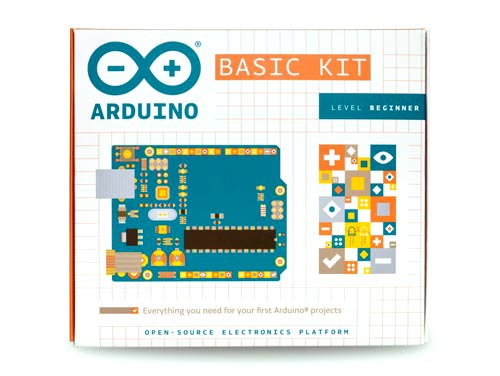 ARDUINO®
BASIC KIT
LEVEL BEGINNER
Everything you need for your first Arduino® projects
OPEN-SOURCE ELECTRONICS PLATFORM